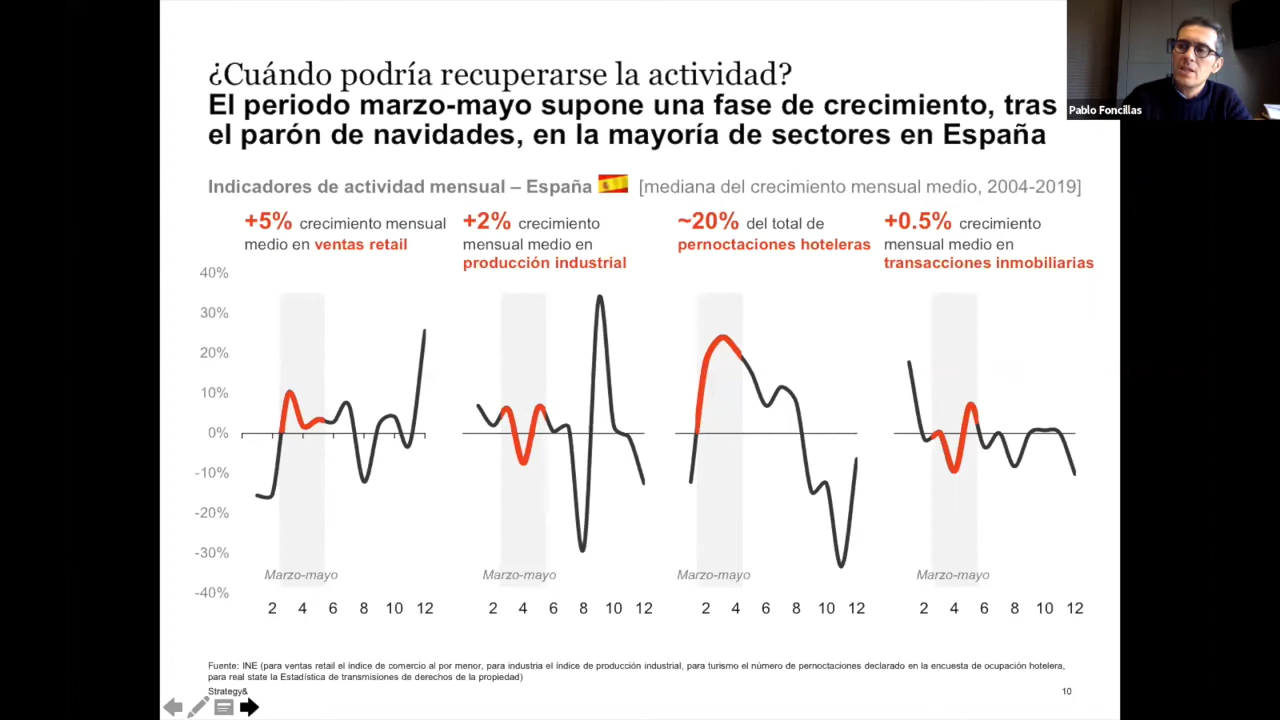 ¿Cuándo podría recuperarse la actividad?
El periodo marzo-mayo supone una fase de crecimiento, tras
el parón de navidades, en la mayoría de sectores en España
Pablo Foncillas
Indicadores de actividad mensual – España [mediana del crecimiento mensual medio, 2004-2019]
+5% crecimiento mensual
medio en ventas retail
+2% crecimiento
mensual medio en
producción industrial
~20% del total de
pernoctaciones hoteleras
+0.5% crecimiento
mensual medio en
transacciones inmobiliarias
40%
30%
20%
10%
0%
-10%
-20%
-30%
-40%
Marzo-mayo
Marzo-mayo
Marzo-mayo
Marzo-mayo
2 4 6 8 10 12
2 4 6 8 10 12
2 4 6 8 10 12
2 4 6 8 10 12
Fuente: INE (para ventas retail el índice de comercio al por menor, para industria el índice de producción industrial, para turismo el número de pernoctaciones declarado en la encuesta de ocupación hotelera,
para real state la Estadística de transmisiones de derechos de la propiedad)
Strategy&
10